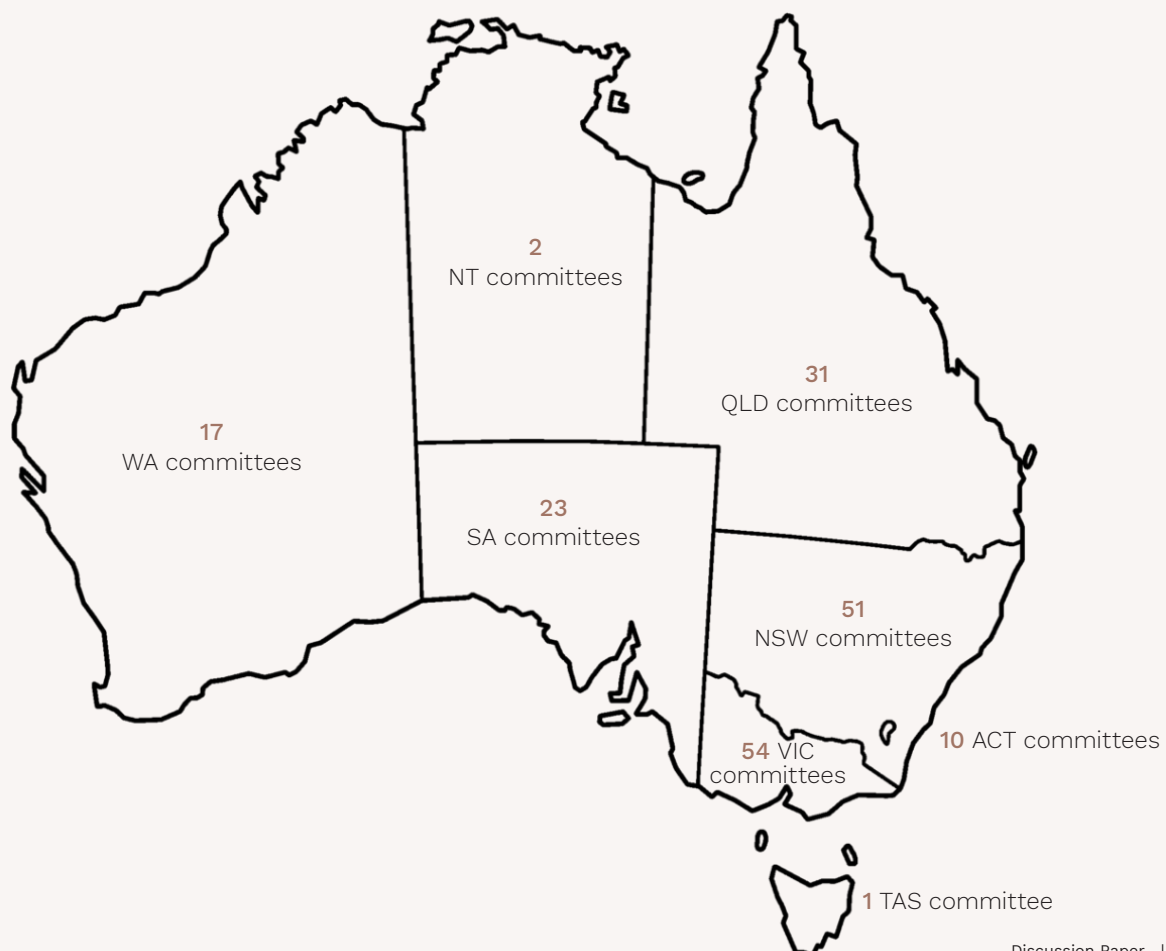 2
NT committees
31
QLD committees
17
WA committees
23
SA committees
51
NSW committees
10 ACT committees
54 VIC
committees
1 TAS committee
Discussion Paper |